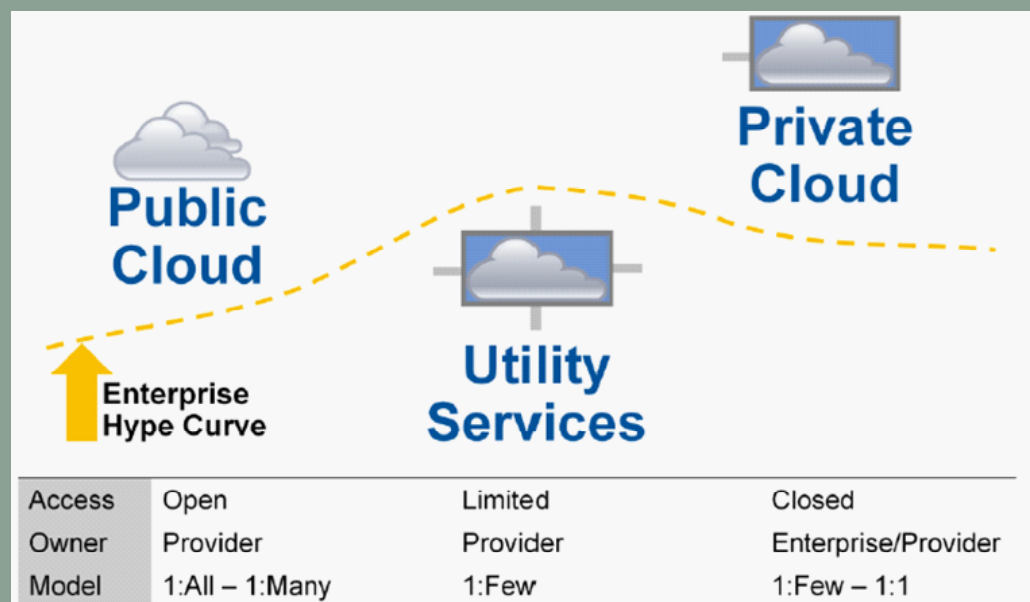 Private
Cloud
Public
Cloud
Utility
Services
Enterprise
Hype Curve
Access Open Limited Closed
Owner Provider Provider Enterprise/Provider
Model 1:All – 1:Many 1:Few 1:Few – 1:1